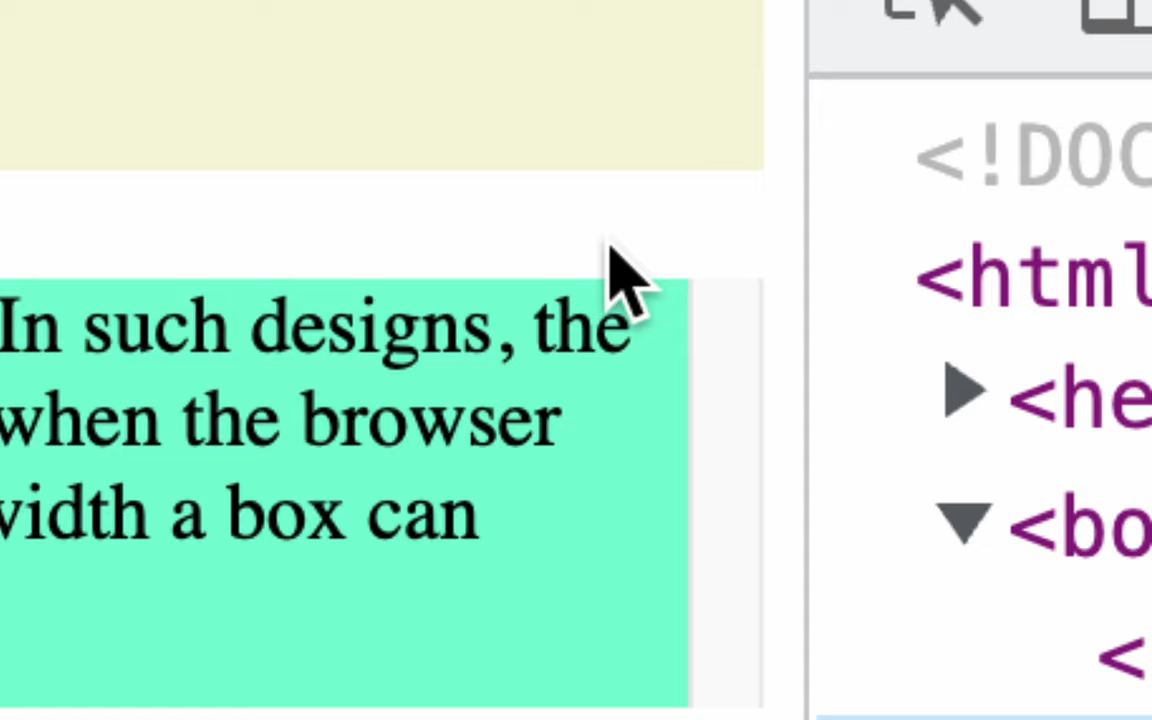 In such designs, the
when the browser
width a box can
<!DOC
<html
<he
<bo
<